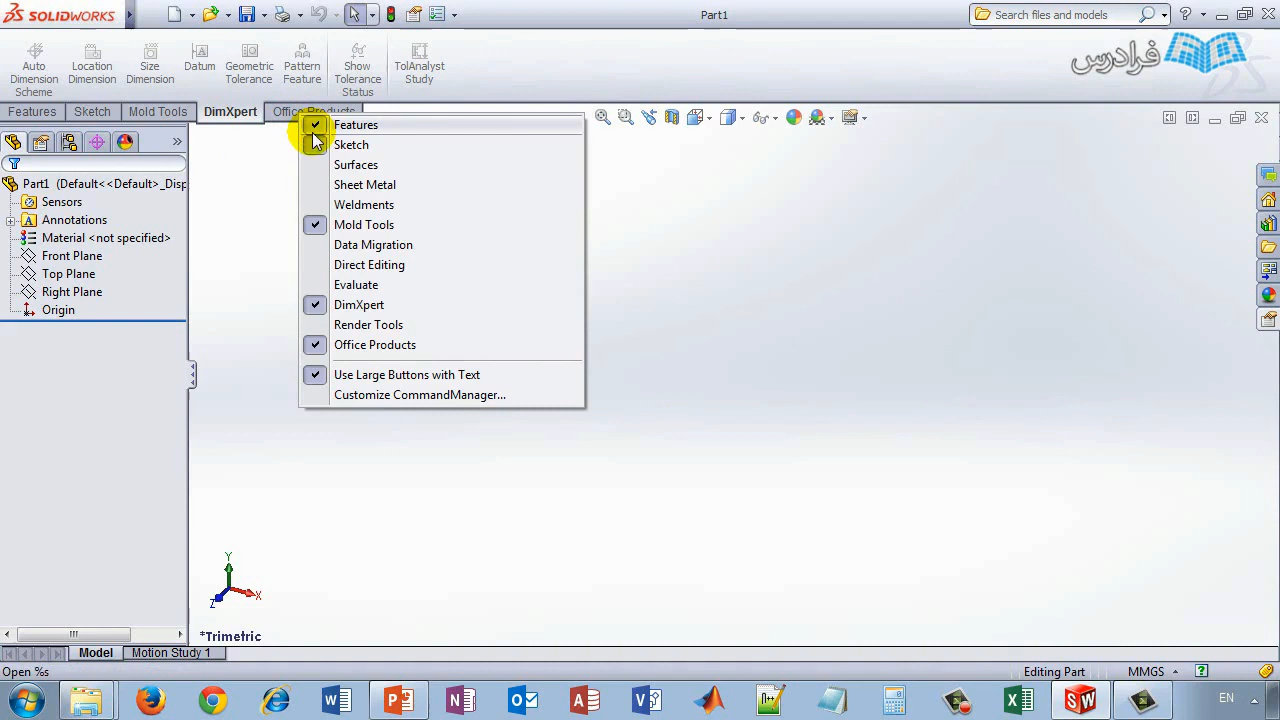 SOLIDWORKS
Part1
Search files and models
Auto Dimension Scheme
Location Dimension
Size Dimension
Datum
Geometric Tolerance
Pattern Feature
Show Tolerance Status
TolAnalyst Study
فرادرس
Features
Sketch
Mold Tools
DimXpert
Office Products
Features
Sketch
Surfaces
Sheet Metal
Weldments
Mold Tools
Data Migration
Direct Editing
Evaluate
DimXpert
Render Tools
Office Products
Use Large Buttons with Text
Customize CommandManager...
Part1 (Default<<Default>_Disp
Sensors
Annotations
Material <not specified>
Front Plane
Top Plane
Right Plane
Origin
Y
X
Z
*Trimetric
Model
Motion Study 1
Open %s
Editing Part
MMGS
EN